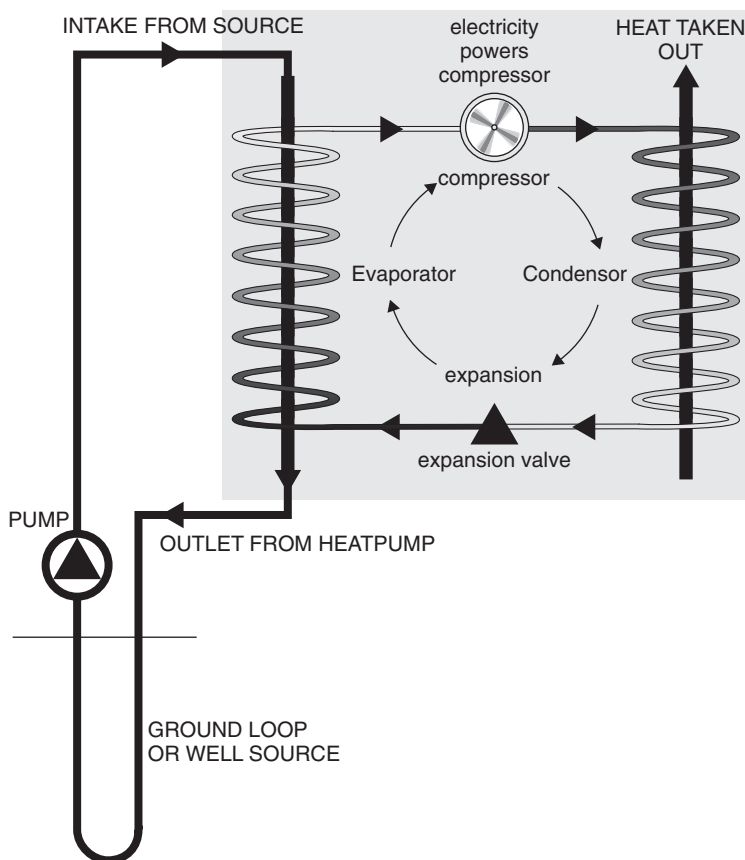 INTAKE FROM SOURCE
electricity
powers
compressor
HEAT TAKEN
OUT
compressor
Evaporator
Condensor
expansion
expansion valve
PUMP
OUTLET FROM HEATPUMP
GROUND LOOP
OR WELL SOURCE